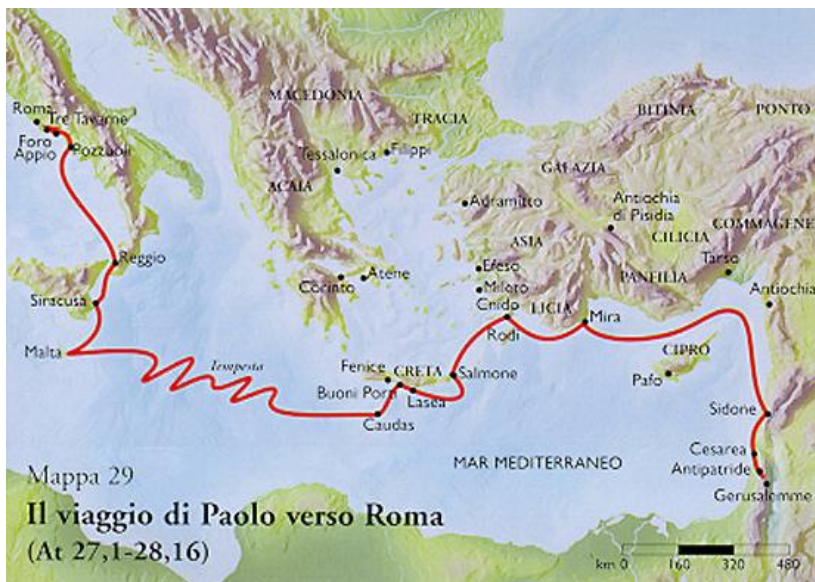 MACEDONIA
BITINIA
PONTO
Roma
Tre Taverne
TRACIA
Foro
Appio
Pozzuoli
Tessalonica
Filippi
GALAZIA
ACAIA
Adramitto
Antiochia
di Pisidia
COMMAGENE
CILICIA
ASIA
Reggio
Efeso
Tarso
Corinto
Atene
PANFILIA
Mileto
Antiochia
Siracusa
Cnido
LICIA
Mira
Rodi
Malta
Tempesta
Fenice
CRETA
Salmone
CIPRO
Buoni Porti
Lasea
Pafo
Caudas
Sidone
Cesarea
MAR MEDITERRANEO
Antipatride
Mappa 29
Gerusalemme
Il viaggio di Paolo verso Roma
(At 27,1-28,16)
km 0 160 320 480